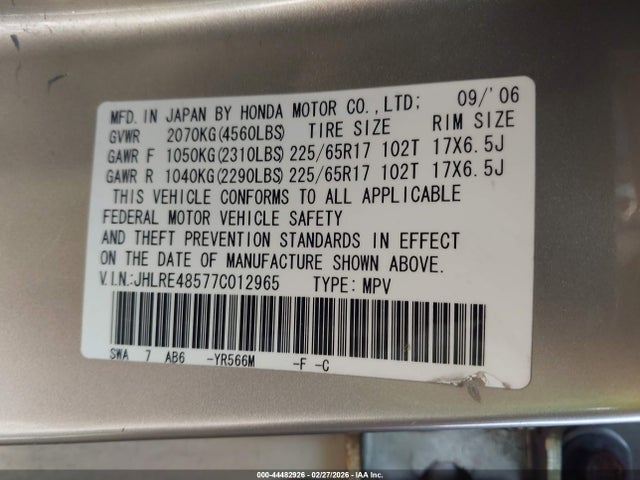 MFD. IN JAPAN BY HONDA MOTOR CO.,LTD; 09/'06
GVWR 2070KG(4560LBS) TIRE SIZE RIM SIZE
GAWR F 1050KG(2310LBS) 225/65R17 102T 17X6.5J
GAWR R 1040KG(2290LBS) 225/65R17 102T 17X6.5J
THIS VEHICLE CONFORMS TO ALL APPLICABLE
FEDERAL MOTOR VEHICLE SAFETY
AND THEFT PREVENTION STANDARDS IN EFFECT
ON THE DATE OF MANUFACTURE SHOWN ABOVE.
V.I.N.:JHLRE48577C012965 TYPE: MPV
SWA 7 AB6 -YR566M -F -C
000-44482926 - 02/27/2026 - IAA Inc.